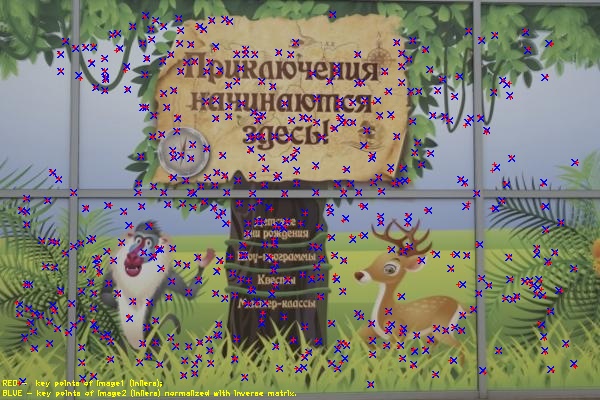 Приключения
начинаются
здесь!
Детские
дни рождения
Шоу-программы
Квесты
Мастер-классы
RED - key points of image1 (inliers);
BLUE - key points of image2 (inliers) normalized with inverse matrix.